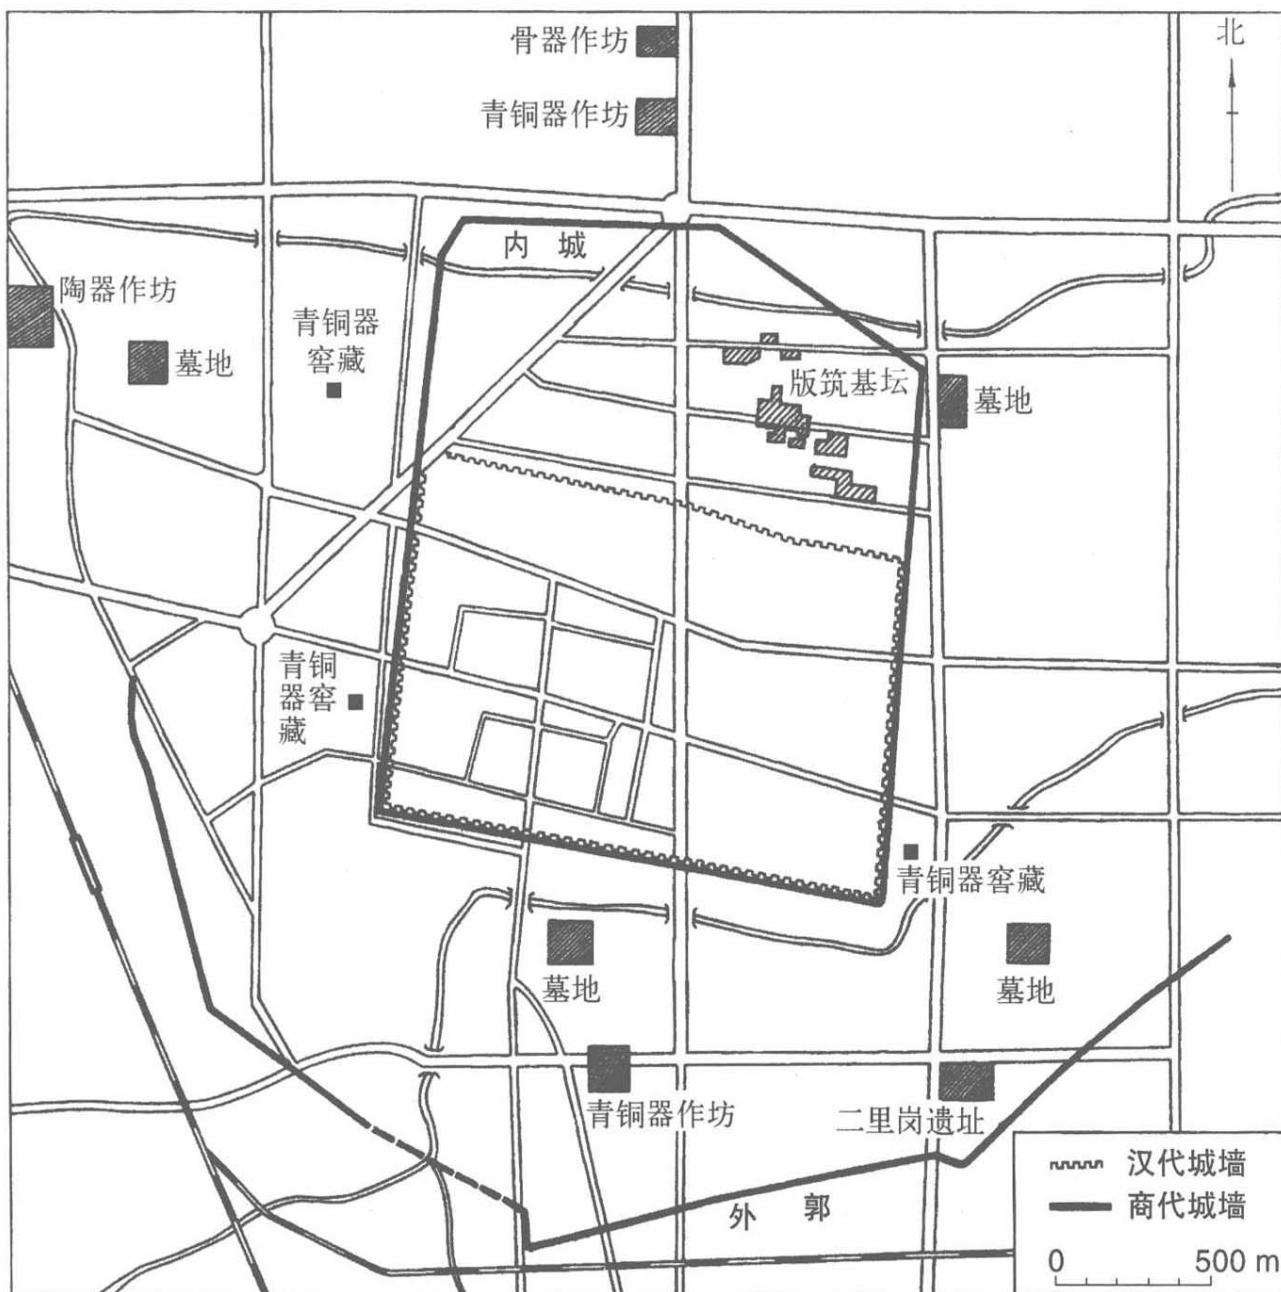 骨器作坊
北
青铜器作坊
内 城
陶器作坊
青铜器
窖藏
墓地
版筑基坛
墓地
青铜
器窖
藏
青铜器窖藏
墓地
墓地
青铜器作坊
二里岗遗址
汉代城墙
商代城墙
外 郭
0 500 m